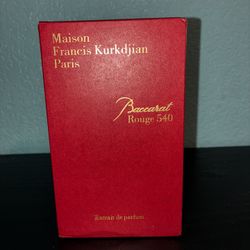 Maison
Francis Kurkdjian
Paris
Baccarat
Rouge 540
Extrait de parfum